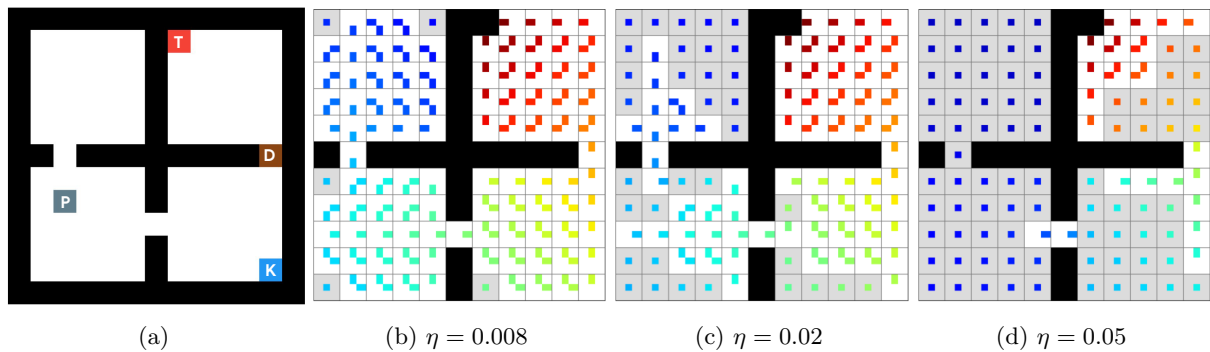 T
D
P
K
(a)
(b) η = 0.008
(c) η = 0.02
(d) η = 0.05